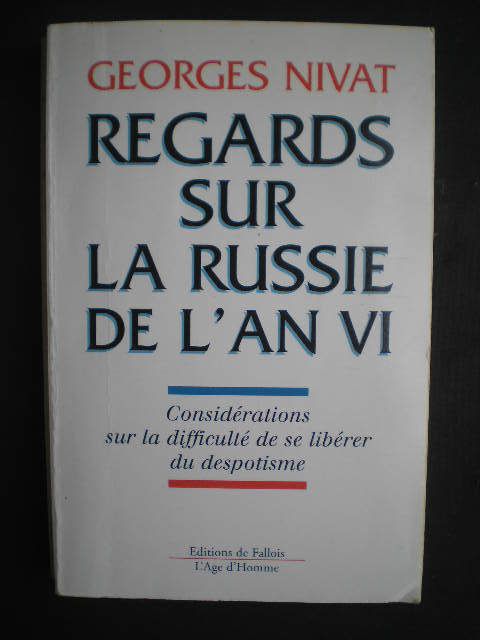 GEORGES NIVAT
REGARDS
SUR
LA RUSSIE
DE L'AN VI
Considérations
sur la difficulté de se libérer
du despotisme
Editions de Fallois
L'Age d'Homme